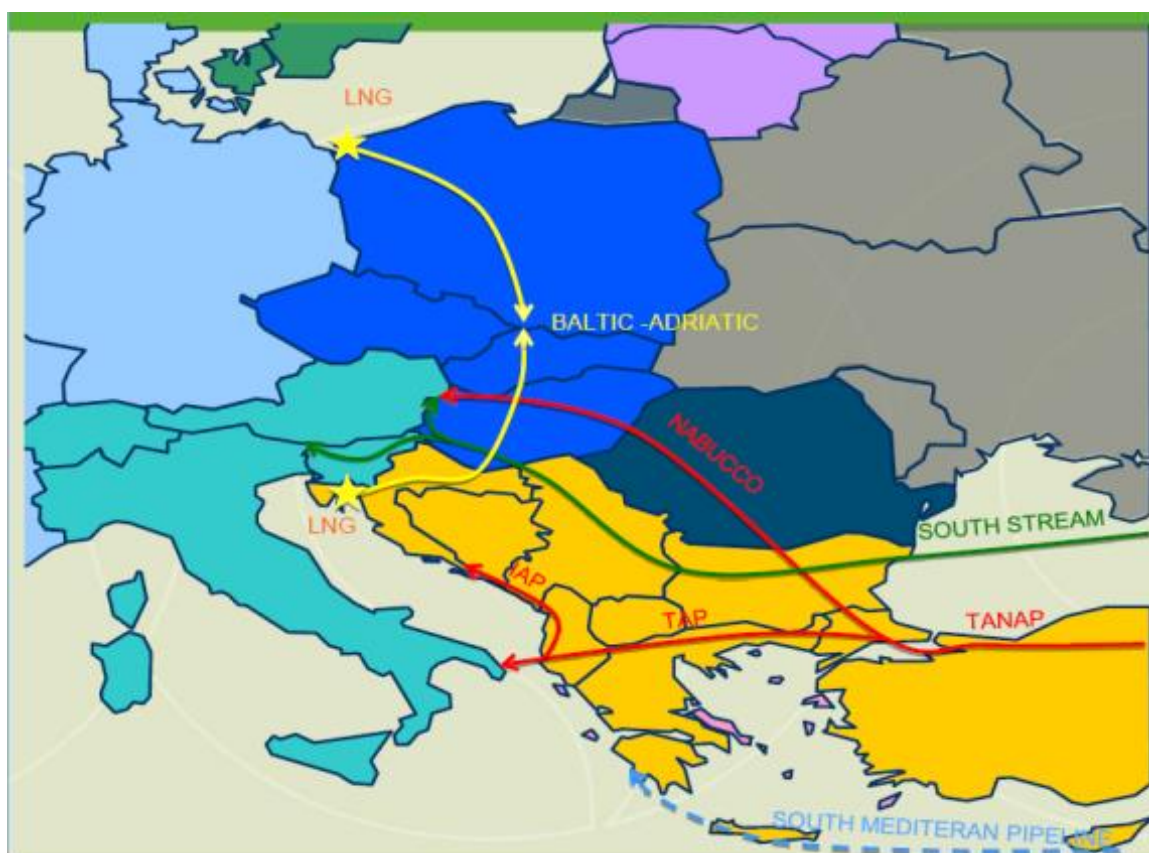 LNG
BALTIC -ADRIATIC
NABUCCO
LNG
SOUTH STREAM
IAP
TAP
TANAP
SOUTH MEDITERAN PIPELINE